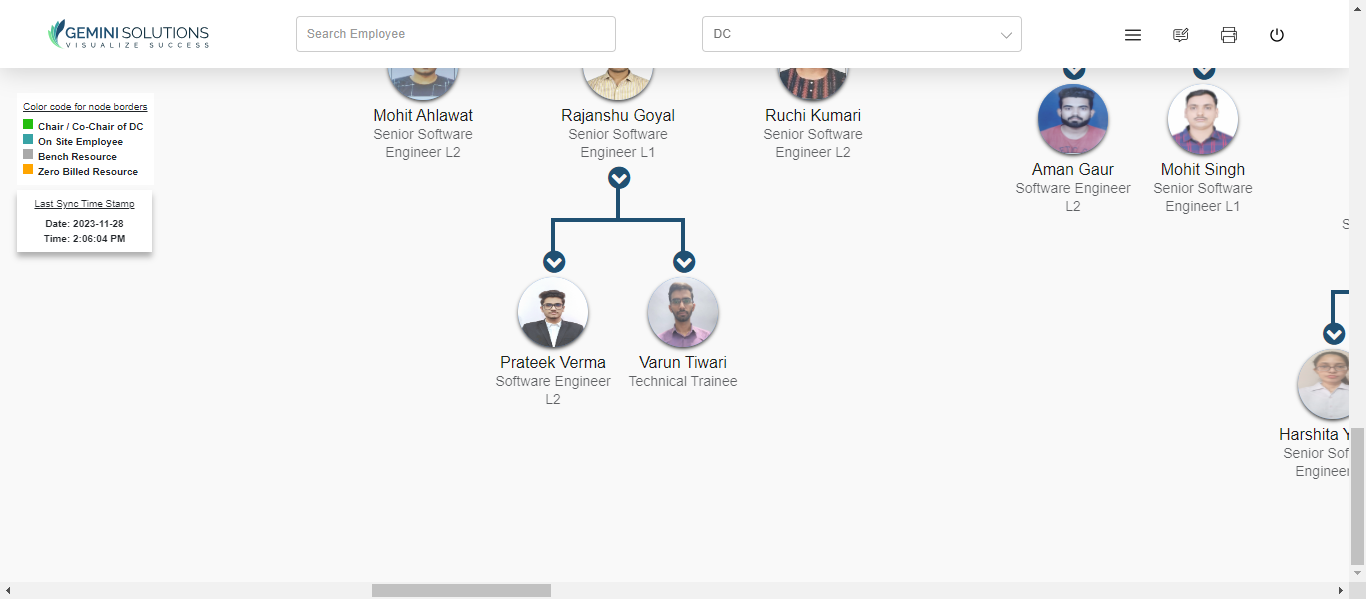 GEMINI SOLUTIONS
VISUALIZE SUCCESS
Search Employee
DC
Color code for node borders
Chair / Co-Chair of DC
On Site Employee
Bench Resource
Zero Billed Resource
Last Sync Time Stamp
Date: 2023-11-28
Time: 2:06:04 PM
Mohit Ahlawat
Senior Software
Engineer L2
Rajanshu Goyal
Senior Software
Engineer L1
Ruchi Kumari
Senior Software
Engineer L2
Aman Gaur
Software Engineer
L2
Mohit Singh
Senior Software
Engineer L1
S
Prateek Verma
Software Engineer
L2
Varun Tiwari
Technical Trainee
Harshita Y
Senior Sof
Engineer